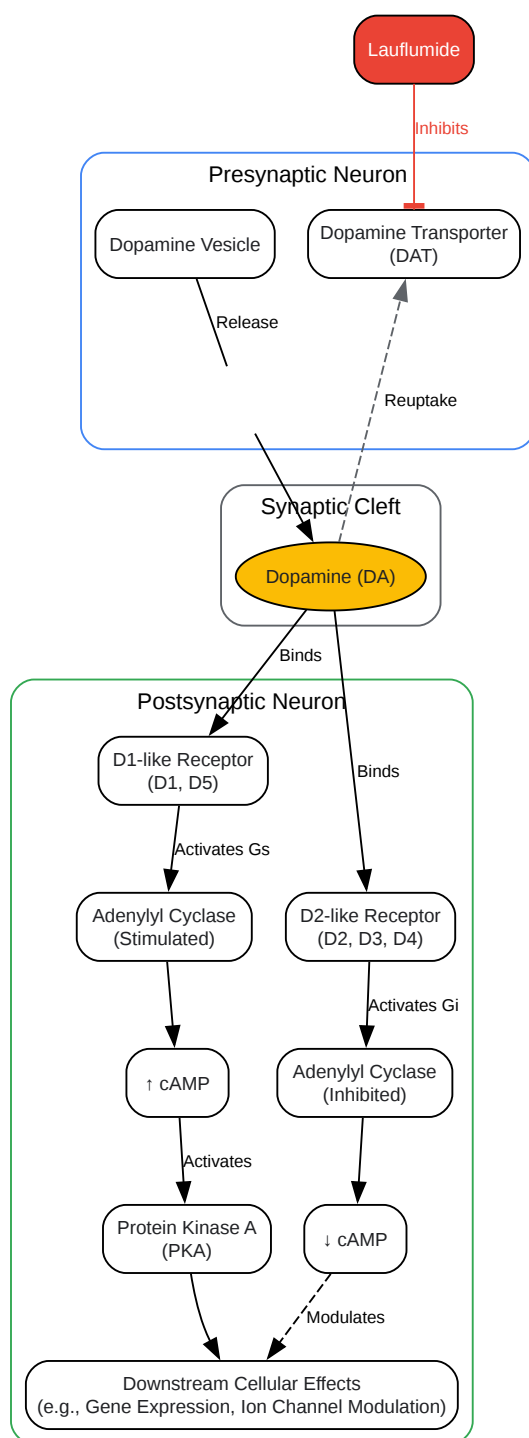 Lauflumide
Inhibits
Presynaptic Neuron
Dopamine Vesicle
Dopamine Transporter
(DAT)
Release
Reuptake
Synaptic Cleft
Dopamine (DA)
Binds
Postsynaptic Neuron
D1-like Receptor
(D1, D5)
Binds
Activates Gs
Adenylyl Cyclase
(Stimulated)
D2-like Receptor
(D2, D3, D4)
Activates Gi
↑ cAMP
Adenylyl Cyclase
(Inhibited)
Activates
Protein Kinase A
(PKA)
↓ cAMP
Modulates
Downstream Cellular Effects
(e.g., Gene Expression, Ion Channel Modulation)